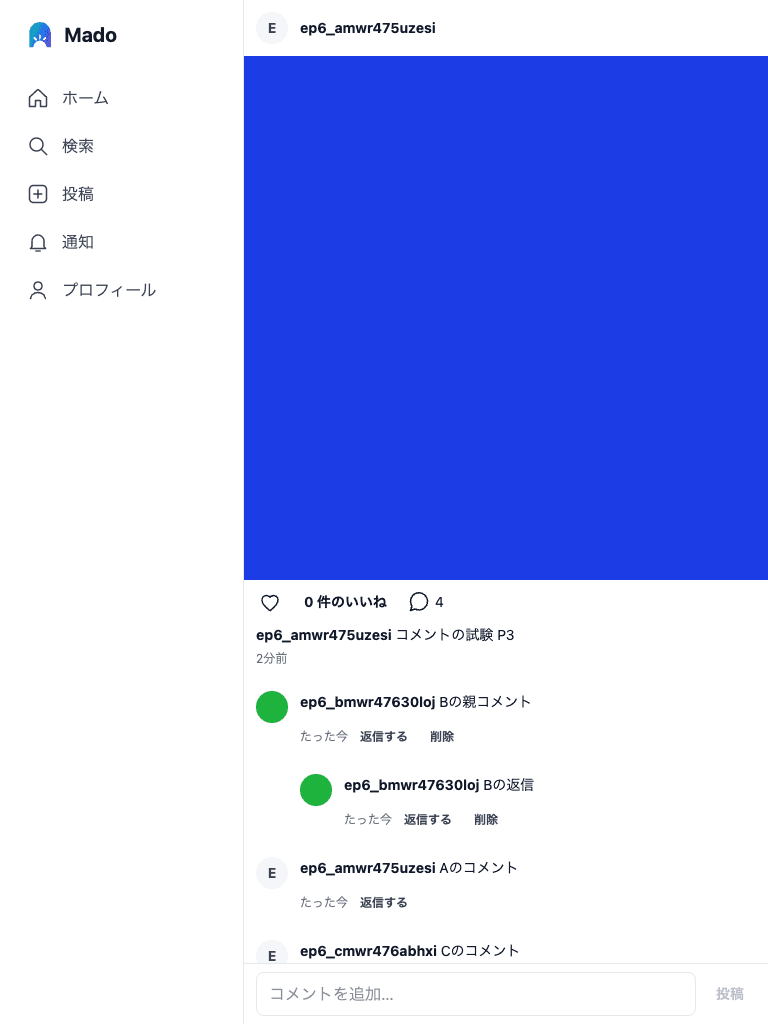 Mado
ホーム
検索
投稿
通知
プロフィール
E ep6_amwr475uzesi
0 件のいいね 4
ep6_amwr475uzesi コメントの試験 P3
2分前
ep6_bmwr47630loj Bの親コメント
たった今 返信する 削除
ep6_bmwr47630loj Bの返信
たった今 返信する 削除
E ep6_amwr475uzesi Aのコメント
たった今 返信する
E ep6_cmwr476abhxi Cのコメント
コメントを追加... 投稿